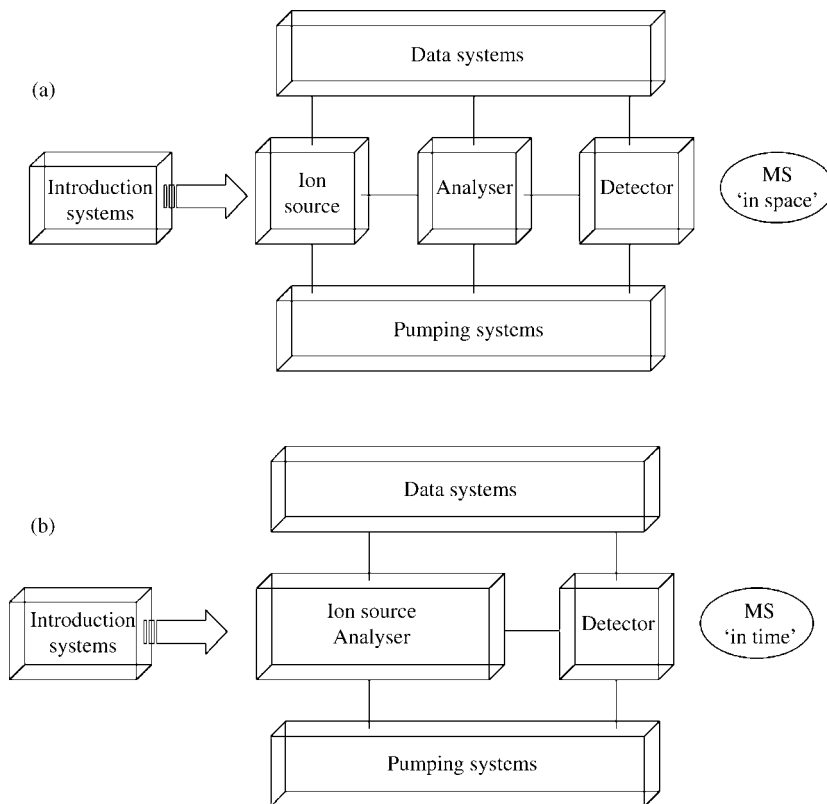 Data systems
(a)
Introduction
systems
Ion
source
Analyser
Detector
MS
‘in space’
Pumping systems
Data systems
(b)
Introduction
systems
Ion source
Analyser
Detector
MS
‘in time’
Pumping systems